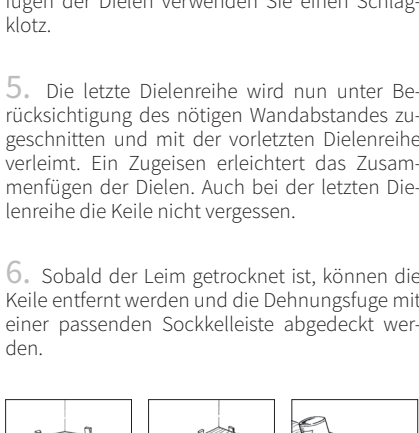 fügen der Dielen verwenden Sie einen Schlag-
klotz.
5. Die letzte Dielenreihe wird nun unter Be-
rücksichtigung des nötigen Wandabstandes zu-
geschnitten und mit der vorletzten Dielenreihe
verleimt. Ein Zugeisen erleichtert das Zusam-
menfügen der Dielen. Auch bei der letzten Die-
lenreihe die Keile nicht vergessen.
6. Sobald der Leim getrocknet ist, können die
Keile entfernt werden und die Dehnungsfuge mit
einer passenden Sockkelleiste abgedeckt wer-
den.